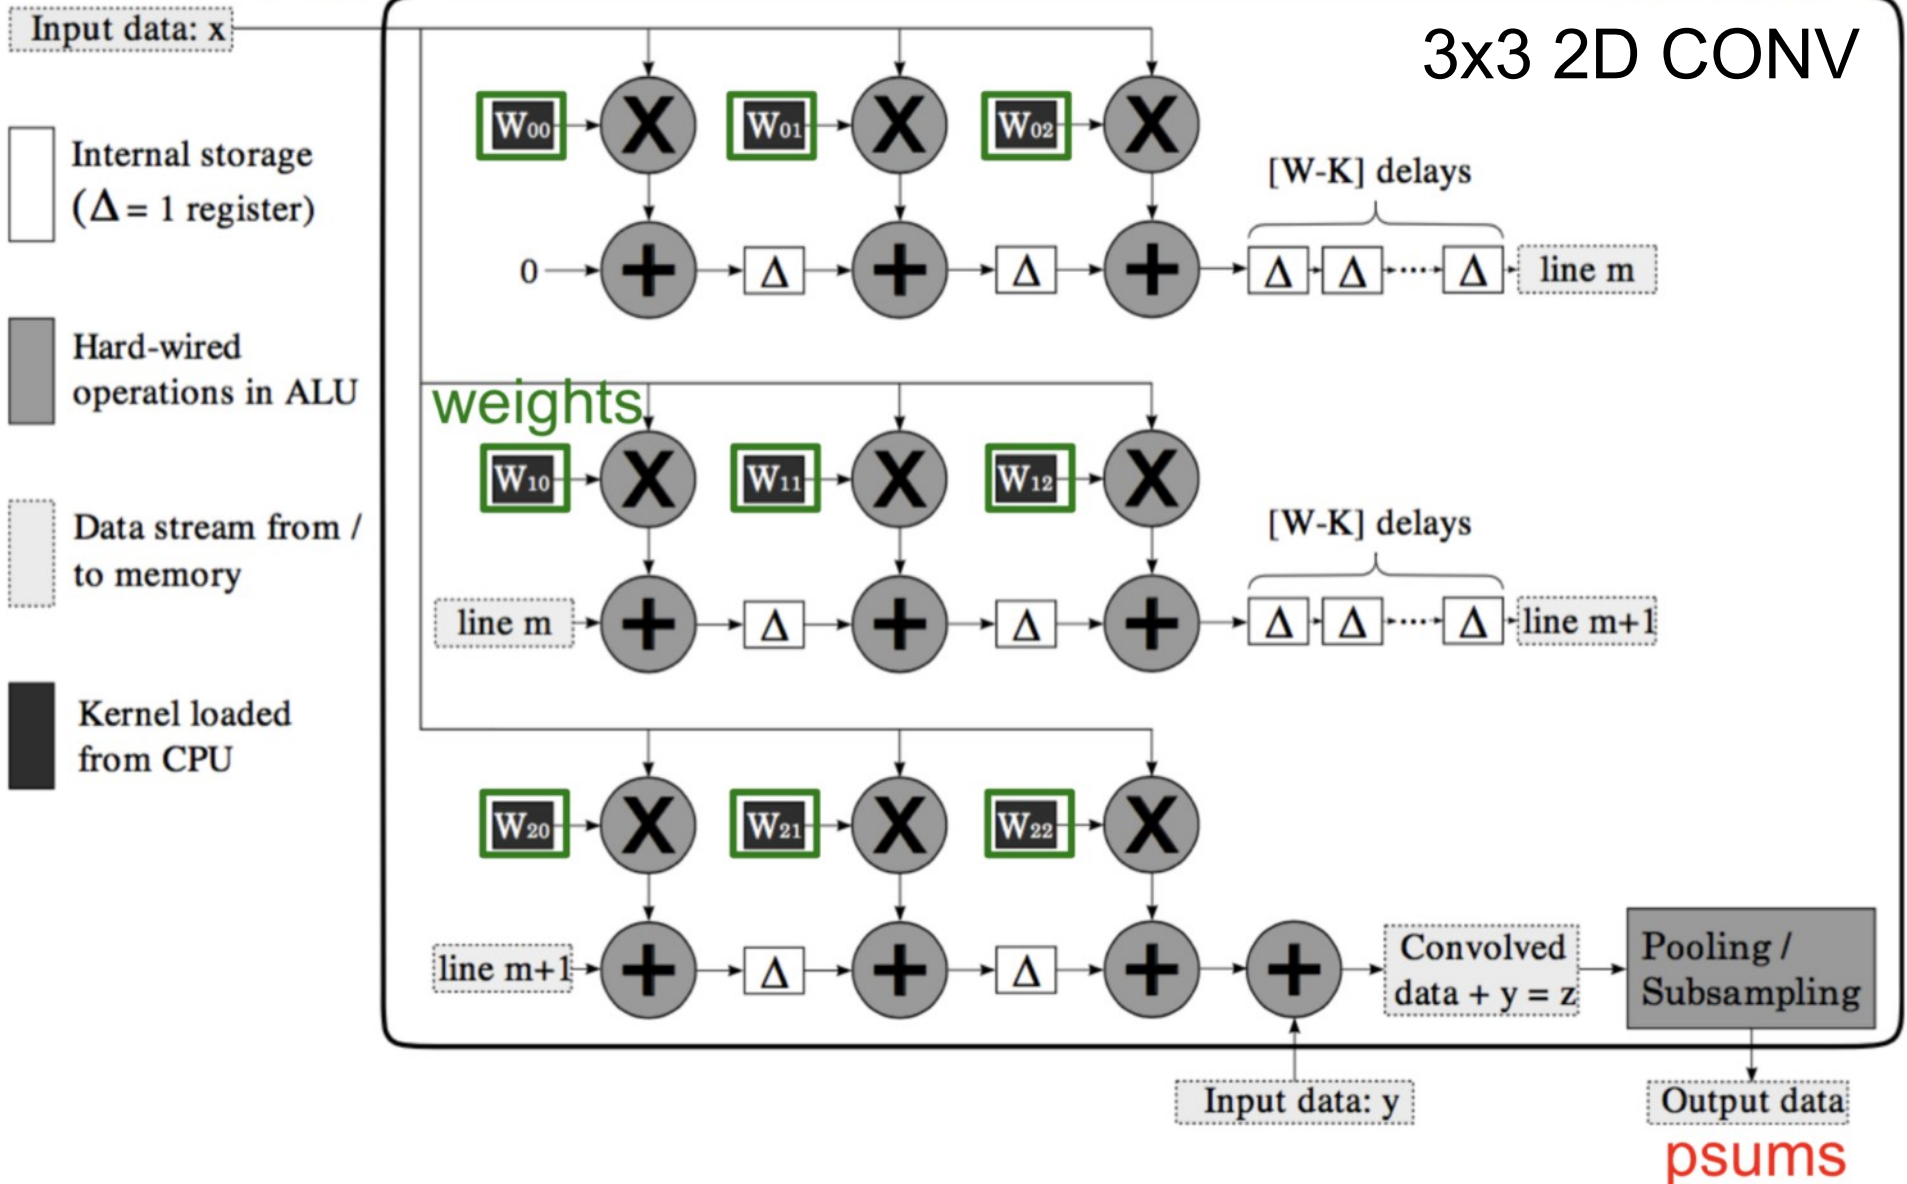 Input data: x
3x3 2D CONV
Internal storage
(Δ = 1 register)
Hard-wired
operations in ALU
Data stream from /
to memory
Kernel loaded
from CPU
W00 X W01 X W02 X
[W-K] delays
0 + Δ + Δ + Δ Δ ···· Δ line m
weights
W10 X W11 X W12 X
[W-K] delays
line m + Δ + Δ + Δ Δ ···· Δ line m+1
W20 X W21 X W22 X
line m+1 + Δ + Δ + +
Convolved
data + y = z
Pooling /
Subsampling
Input data: y
Output data
psums